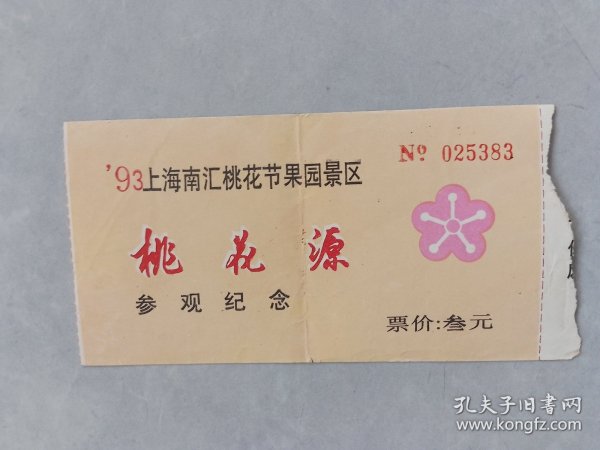 '93上海南汇桃花节果园景区
№ 025383
桃花源
参观纪念
票价:叁元
孔夫子旧书网
www.kongfz.com